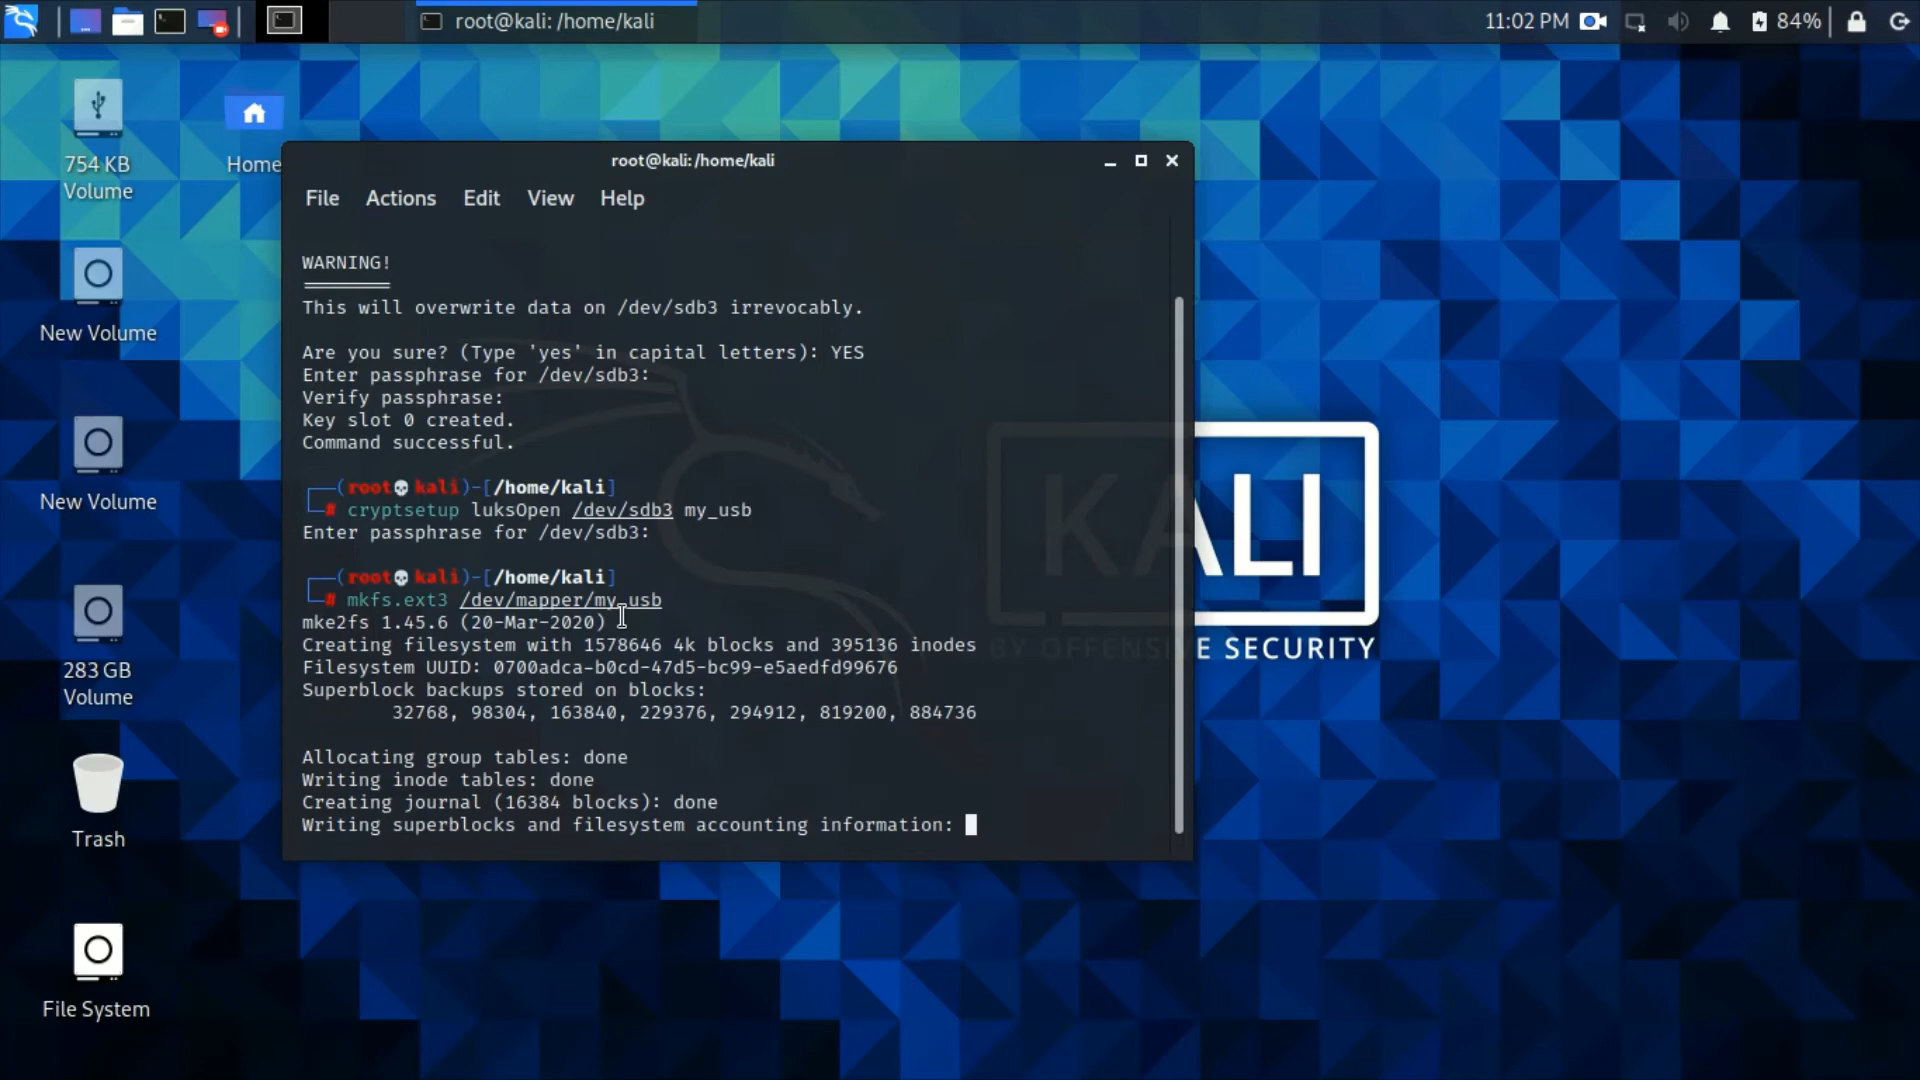 root@kali: /home/kali
11:02 PM
84%
754 KB
Volume
Home
New Volume
New Volume
283 GB
Volume
Trash
File System
root@kali:/home/kali
File Actions Edit View Help
WARNING!
========
This will overwrite data on /dev/sdb3 irrevocably.
Are you sure? (Type 'yes' in capital letters): YES
Enter passphrase for /dev/sdb3:
Verify passphrase:
Key slot 0 created.
Command successful.
┌──(root💀kali)-[/home/kali]
└─# cryptsetup luksOpen /dev/sdb3 my_usb
Enter passphrase for /dev/sdb3:
┌──(root💀kali)-[/home/kali]
└─# mkfs.ext3 /dev/mapper/my_usb
mke2fs 1.45.6 (20-Mar-2020)
Creating filesystem with 1578646 4k blocks and 395136 inodes
Filesystem UUID: 0700adca-b0cd-47d5-bc99-e5aedfd99676
Superblock backups stored on blocks:
32768, 98304, 163840, 229376, 294912, 819200, 884736
Allocating group tables: done
Writing inode tables: done
Creating journal (16384 blocks): done
Writing superblocks and filesystem accounting information:
KALI
BY OFFENSIVE SECURITY